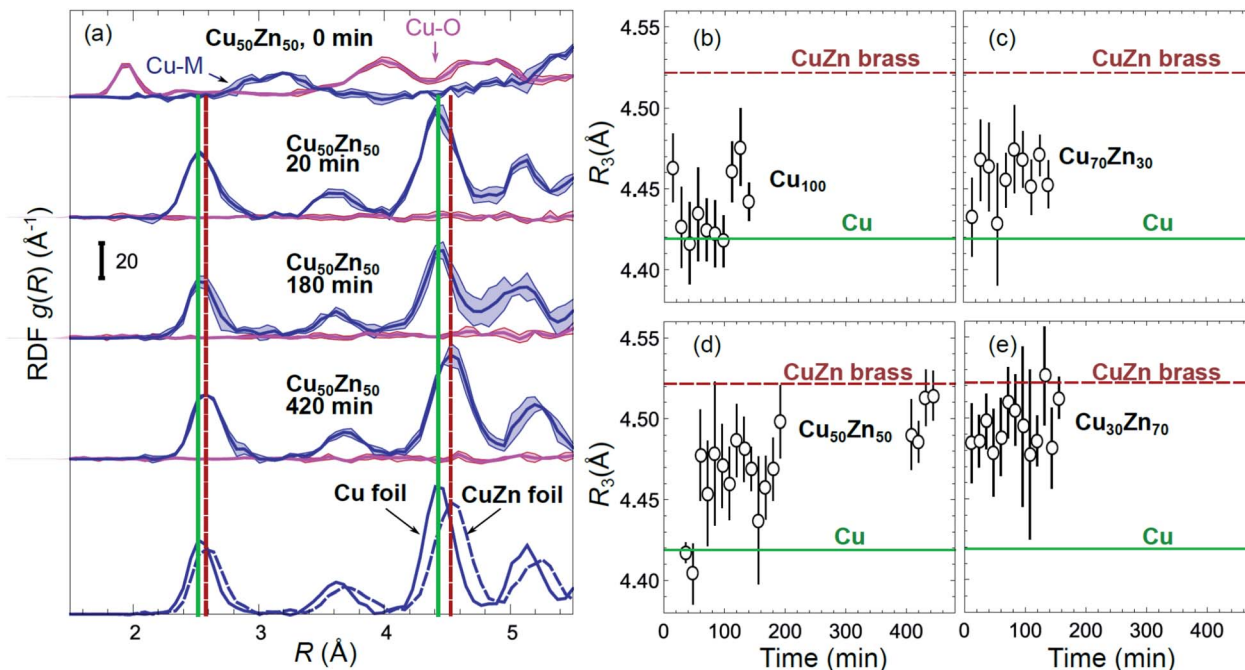 (a)
Cu₅₀Zn₅₀, 0 min
Cu-O
Cu-M
Cu₅₀Zn₅₀
20 min
20
Cu₅₀Zn₅₀
180 min
Cu₅₀Zn₅₀
420 min
Cu foil
CuZn foil
RDF g(R) (Å⁻¹)
2 3 4 5
R (Å)
(b)
4.55
4.50
4.45
4.40
R₃(Å)
CuZn brass
Cu₁₀₀
Cu
(c)
CuZn brass
Cu₇₀Zn₃₀
Cu
(d)
4.55
4.50
4.45
4.40
R₃(Å)
CuZn brass
Cu₅₀Zn₅₀
Cu
0 100 200 300 400
Time (min)
(e)
CuZn brass
Cu₃₀Zn₇₀
Cu
0 100 200 300 400
Time (min)